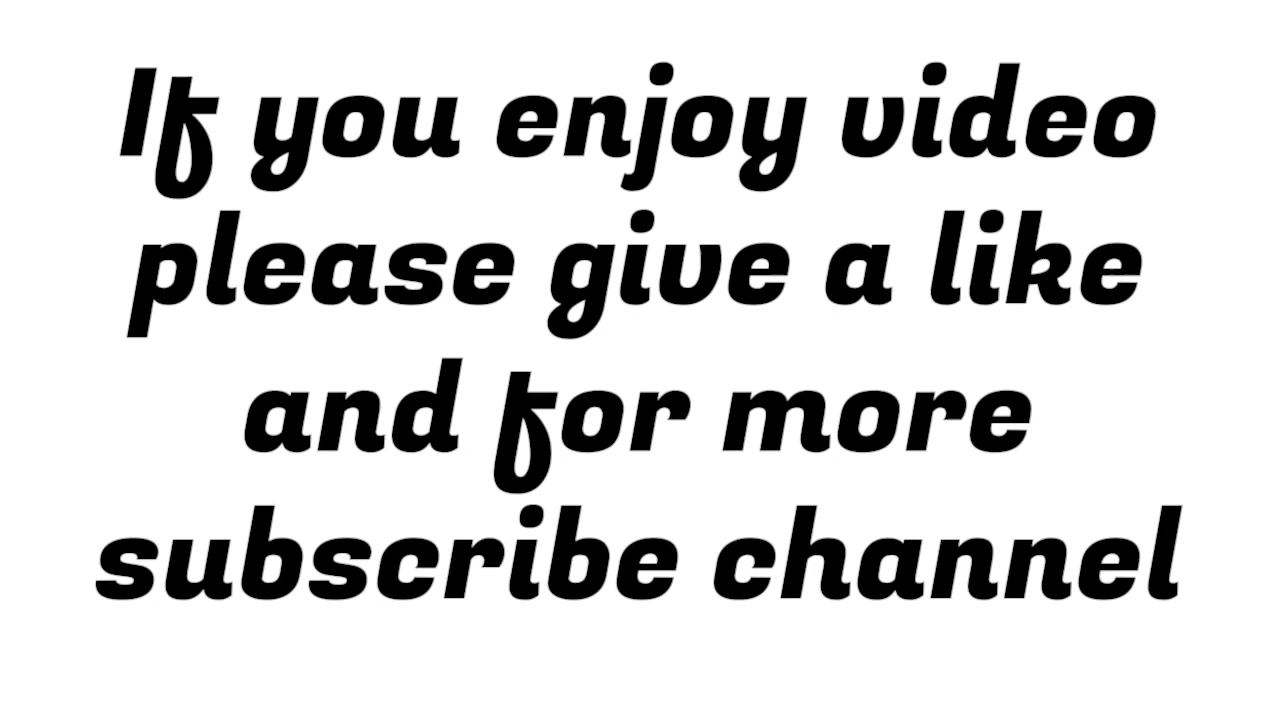 If you enjoy video
please give a like
and for more
subscribe channel